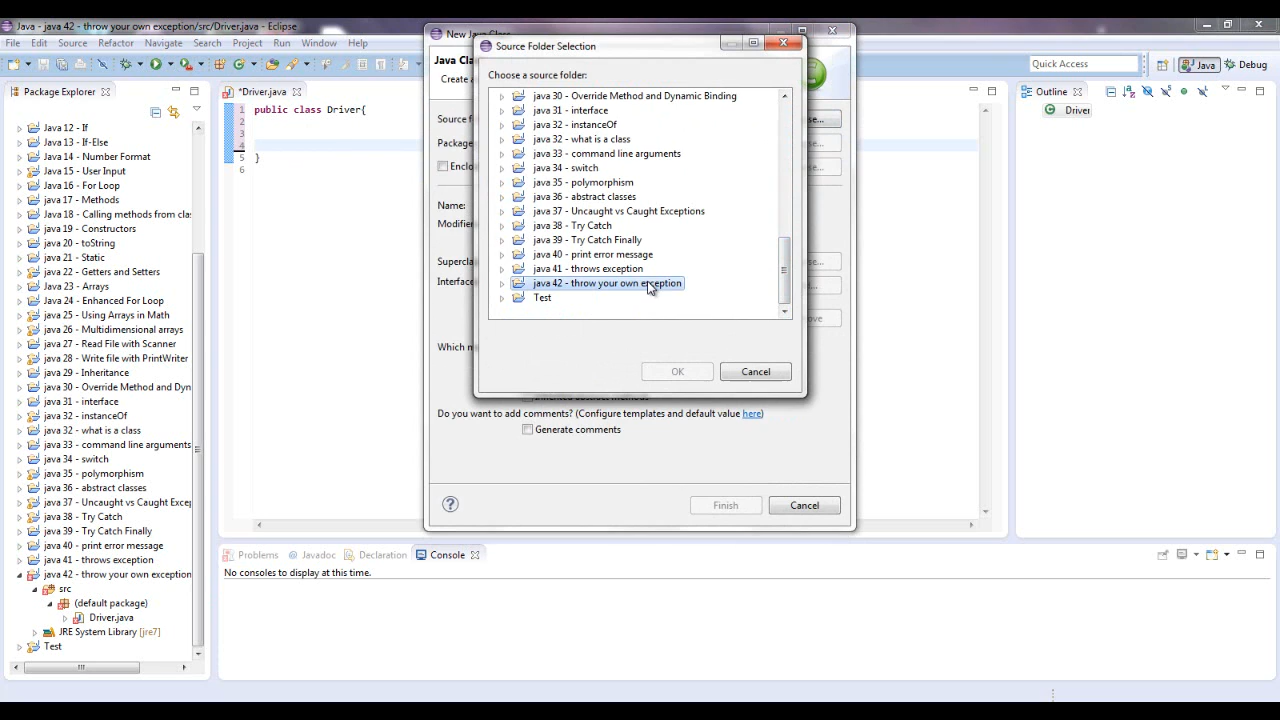 Java - java 42 - throw your own exception/src/Driver.java - Eclipse
File Edit Source Refactor Navigate Search Project Run Window Help
Quick Access
Java
Debug
Package Explorer
Java 12 - If
Java 13 - If-Else
Java 14 - Number Format
Java 15 - User Input
Java 16 - For Loop
java 17 - Methods
Java 18 - Calling methods from cla
java 19 - Constructors
java 20 - toString
java 21 - Static
java 22 - Getters and Setters
java 23 - Arrays
java 24 - Enhanced For Loop
java 25 - Using Arrays in Math
java 26 - Multidimensional arrays
java 27 - Read File with Scanner
java 28 - Write file with PrintWriter
java 29 - Inheritance
java 30 - Override Method and Dyn
java 31 - interface
java 32 - instanceOf
java 32 - what is a class
java 33 - command line arguments
java 34 - switch
java 35 - polymorphism
java 36 - abstract classes
java 37 - Uncaught vs Caught Excep
java 38 - Try Catch
java 39 - Try Catch Finally
java 40 - print error message
java 41 - throws exception
java 42 - throw your own exception
src
(default package)
Driver.java
JRE System Library [jre7]
Test
*Driver.java
1 public class Driver{
2
3
4
5 }
6
New Java Class
Java Cla
Create a
Source f
Package
Enclo
Name:
Modifier
Supercla
Interface
Which m
Do you want to add comments? (Configure templates and default value here)
Generate comments
Finish
Cancel
Source Folder Selection
Choose a source folder:
java 30 - Override Method and Dynamic Binding
java 31 - interface
java 32 - instanceOf
java 32 - what is a class
java 33 - command line arguments
java 34 - switch
java 35 - polymorphism
java 36 - abstract classes
java 37 - Uncaught vs Caught Exceptions
java 38 - Try Catch
java 39 - Try Catch Finally
java 40 - print error message
java 41 - throws exception
java 42 - throw your own exception
Test
OK
Cancel
Outline
Driver
Problems
Javadoc
Declaration
Console
No consoles to display at this time.